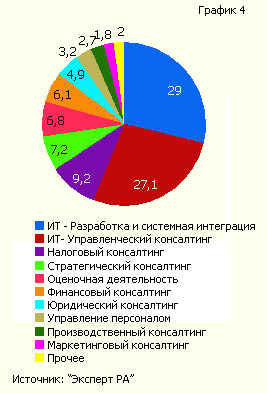 График 4
2
1,8
2,7
3,2
4,9
6,1
6,8
7,2
9,2
27,1
29
ИТ - Разработка и системная интеграция
ИТ- Управленческий консалтинг
Налоговый консалтинг
Стратегический консалтинг
Оценочная деятельность
Финансовый консалтинг
Юридический консалтинг
Управление персоналом
Производственный консалтинг
Маркетинговый консалтинг
Прочее
Источник: "Эксперт РА"